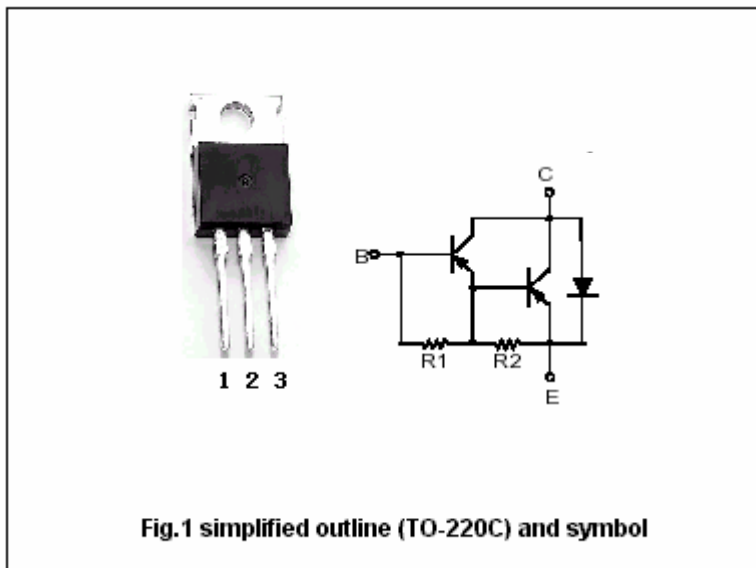 C
B
R1 R2
E
1 2 3
Fig.1 simplified outline (TO-220C) and symbol